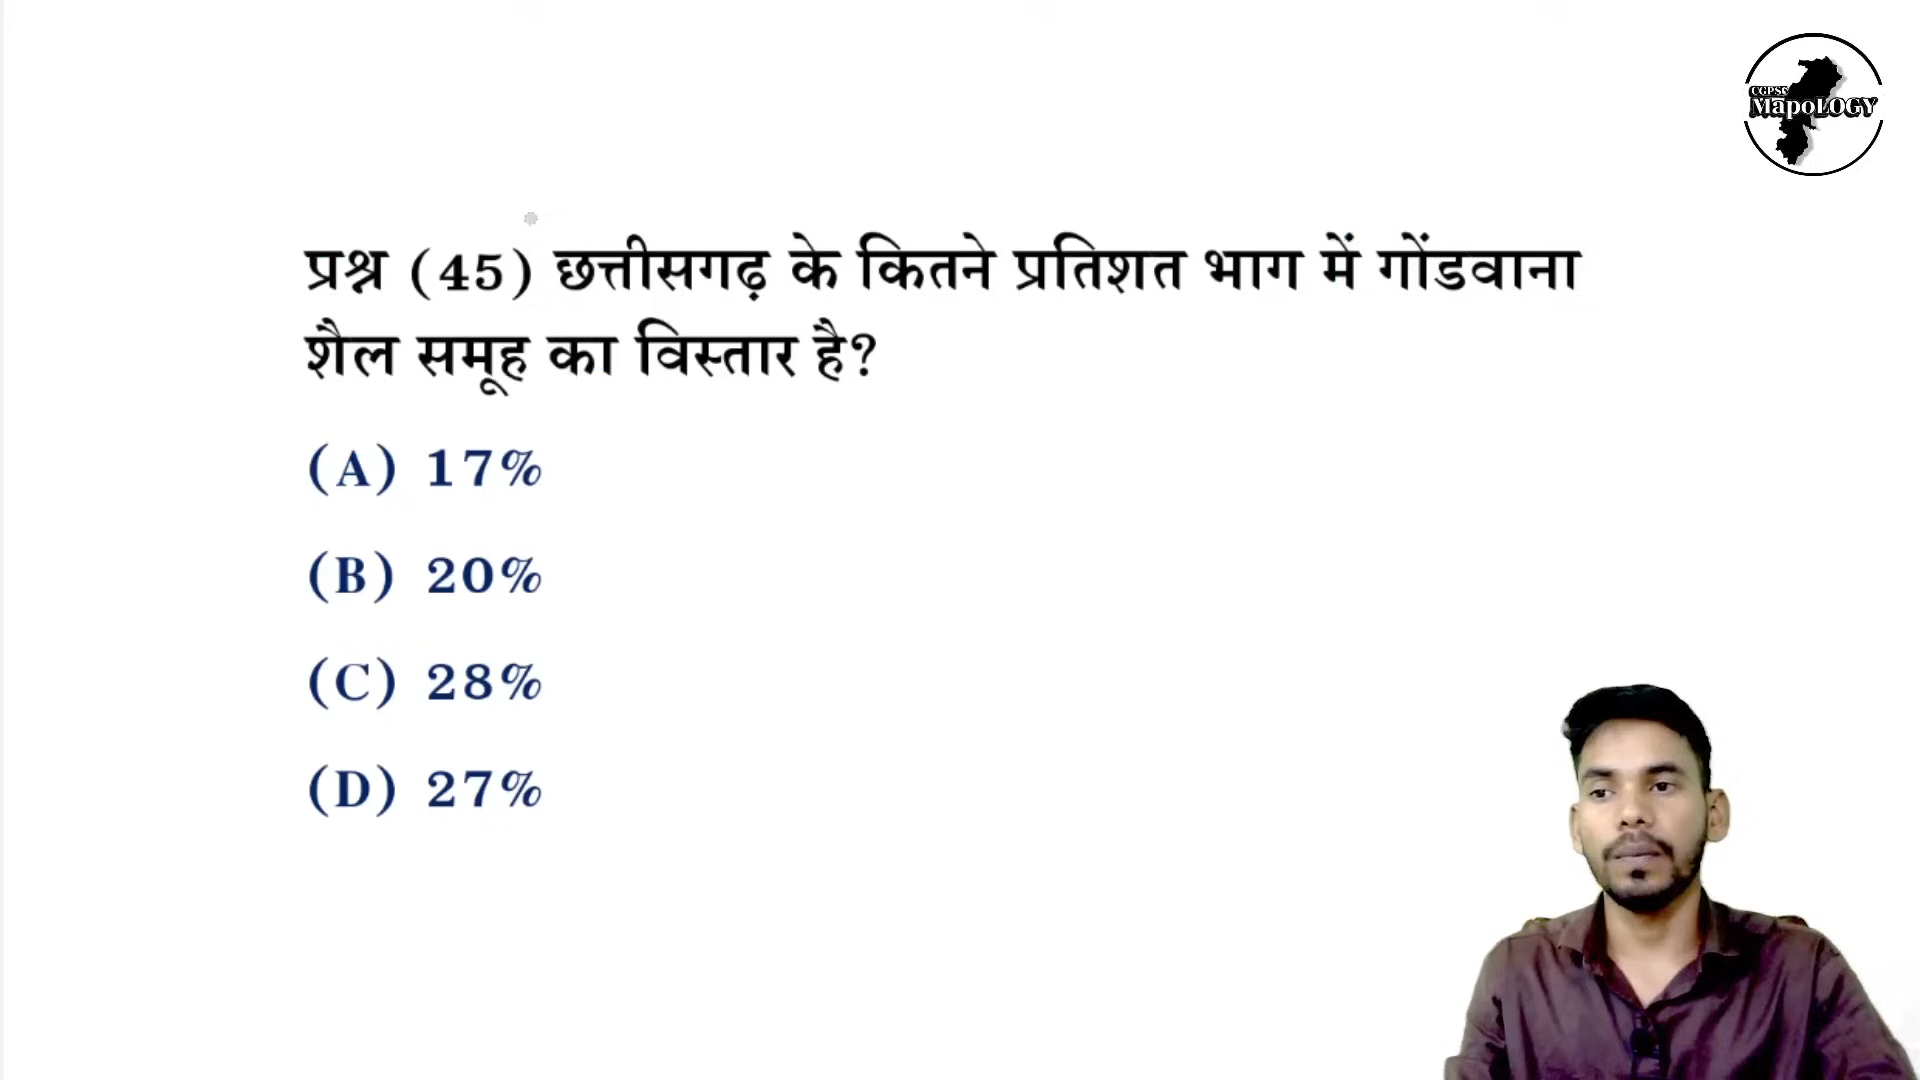 CGPSC
MapoLOGY
प्रश्न (45) छत्तीसगढ़ के कितने प्रतिशत भाग में गोंडवाना
शैल समूह का विस्तार है?
(A) 17%
(B) 20%
(C) 28%
(D) 27%